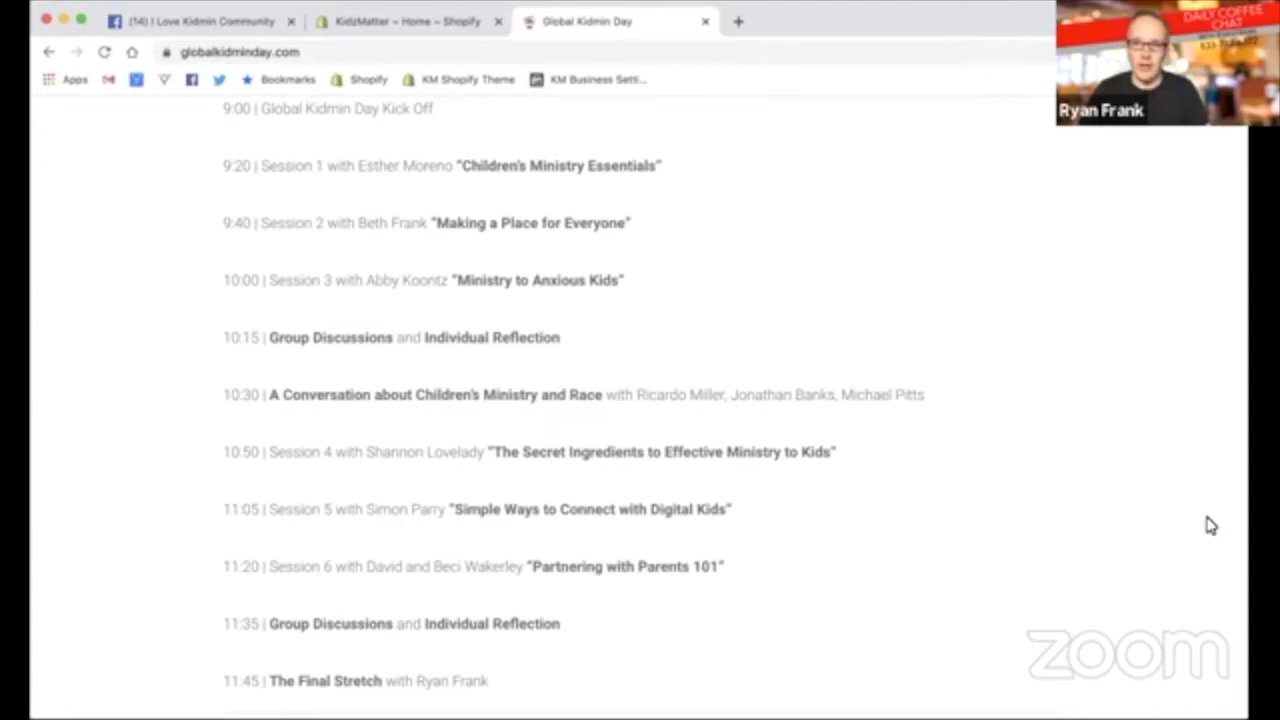 (14) I Love Kidmin Community
KidzMatter ~ Home ~ Shopify
Global Kidmin Day
globalkidminday.com
Apps
Bookmarks
Shopify
KM Shopify Theme
KM Business Setti...
DAILY COFFEE
CHAT
Ryan Frank
9:00 | Global Kidmin Day Kick Off
9:20 | Session 1 with Esther Moreno “Children's Ministry Essentials”
9:40 | Session 2 with Beth Frank “Making a Place for Everyone”
10:00 | Session 3 with Abby Koontz “Ministry to Anxious Kids”
10:15 | Group Discussions and Individual Reflection
10:30 | A Conversation about Children's Ministry and Race with Ricardo Miller, Jonathan Banks, Michael Pitts
10:50 | Session 4 with Shannon Lovelady “The Secret Ingredients to Effective Ministry to Kids”
11:05 | Session 5 with Simon Parry “Simple Ways to Connect with Digital Kids”
11:20 | Session 6 with David and Beci Wakerley “Partnering with Parents 101”
11:35 | Group Discussions and Individual Reflection
11:45 | The Final Stretch with Ryan Frank
zoom